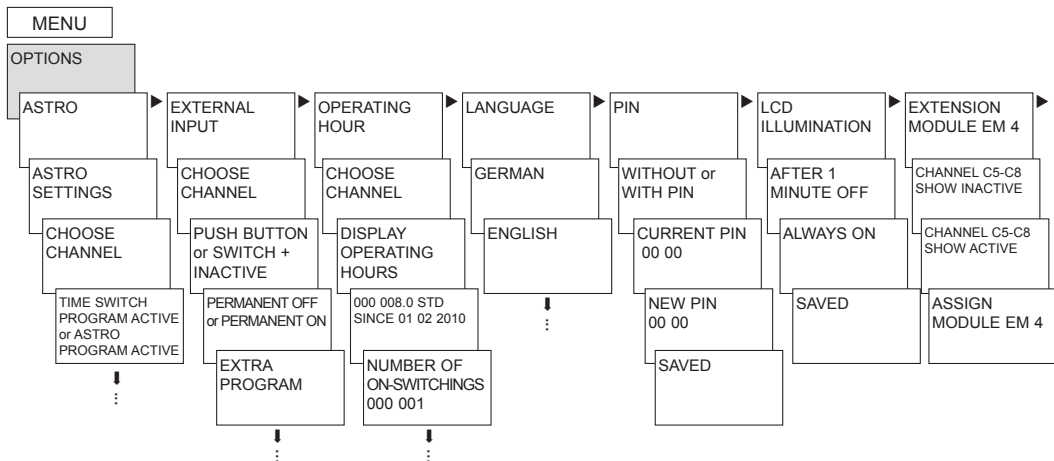 MENU
OPTIONS
ASTRO
ASTRO
SETTINGS
CHOOSE
CHANNEL
TIME SWITCH
PROGRAM ACTIVE
or ASTRO
PROGRAM ACTIVE
EXTERNAL
INPUT
CHOOSE
CHANNEL
PUSH BUTTON
or SWITCH +
INACTIVE
PERMANENT OFF
or PERMANENT ON
EXTRA
PROGRAM
OPERATING
HOUR
CHOOSE
CHANNEL
DISPLAY
OPERATING
HOURS
000 008.0 STD
SINCE 01 02 2010
NUMBER OF
ON-SWITCHINGS
000 001
LANGUAGE
GERMAN
ENGLISH
PIN
WITHOUT or
WITH PIN
CURRENT PIN
00 00
NEW PIN
00 00
SAVED
LCD
ILLUMINATION
AFTER 1
MINUTE OFF
ALWAYS ON
SAVED
EXTENSION
MODULE EM 4
CHANNEL C5-C8
SHOW INACTIVE
CHANNEL C5-C8
SHOW ACTIVE
ASSIGN
MODULE EM 4